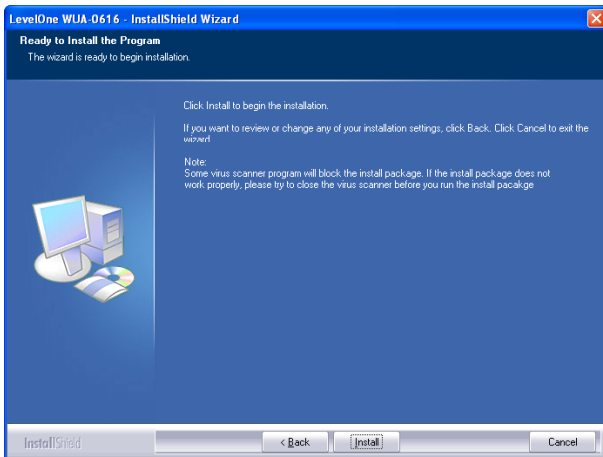 LevelOne WUA-0616 - InstallShield Wizard
Ready to Install the Program
The wizard is ready to begin installation.
Click Install to begin the installation.
If you want to review or change any of your installation settings, click Back. Click Cancel to exit the
wizard
Note:
Some virus scanner program will block the install package. If the install package does not
work properly, please try to close the virus scanner before you run the install pacakge
InstallShield
< Back
Install
Cancel